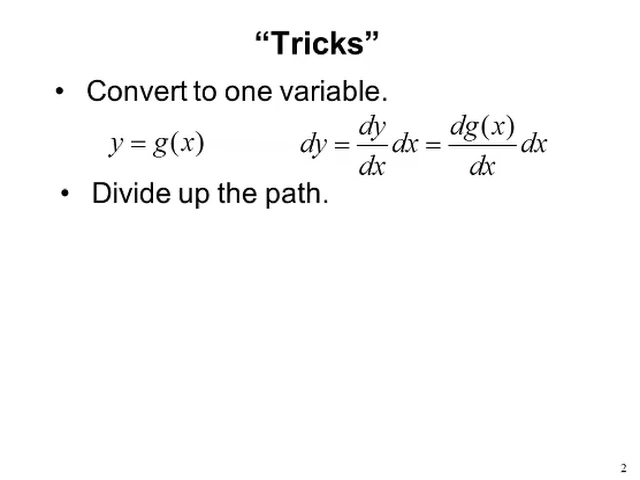 “Tricks”
• Convert to one variable.
y = g(x) dy = dy/dx dx = dg(x)/dx dx
• Divide up the path.
2